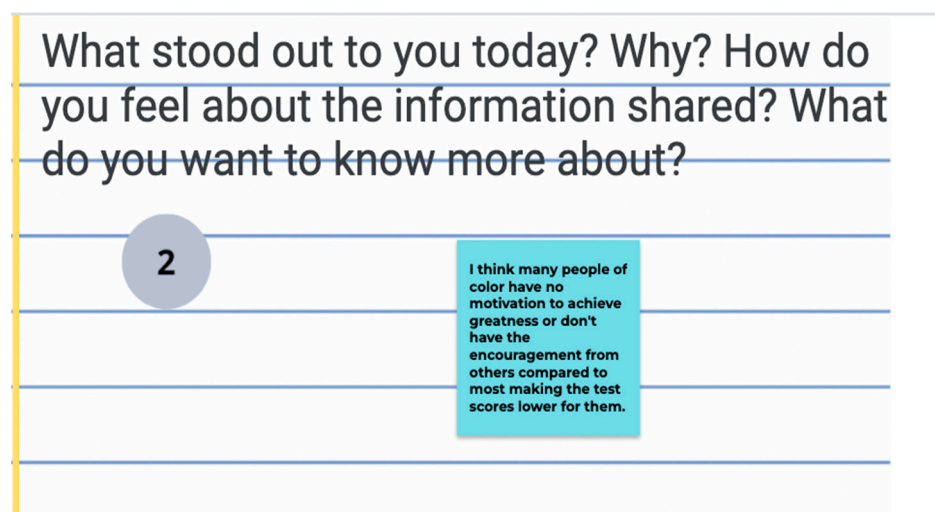 What stood out to you today? Why? How do
you feel about the information shared? What
do you want to know more about?
2
I think many people of
color have no
motivation to achieve
greatness or don't
have the
encouragement from
others compared to
most making the test
scores lower for them.